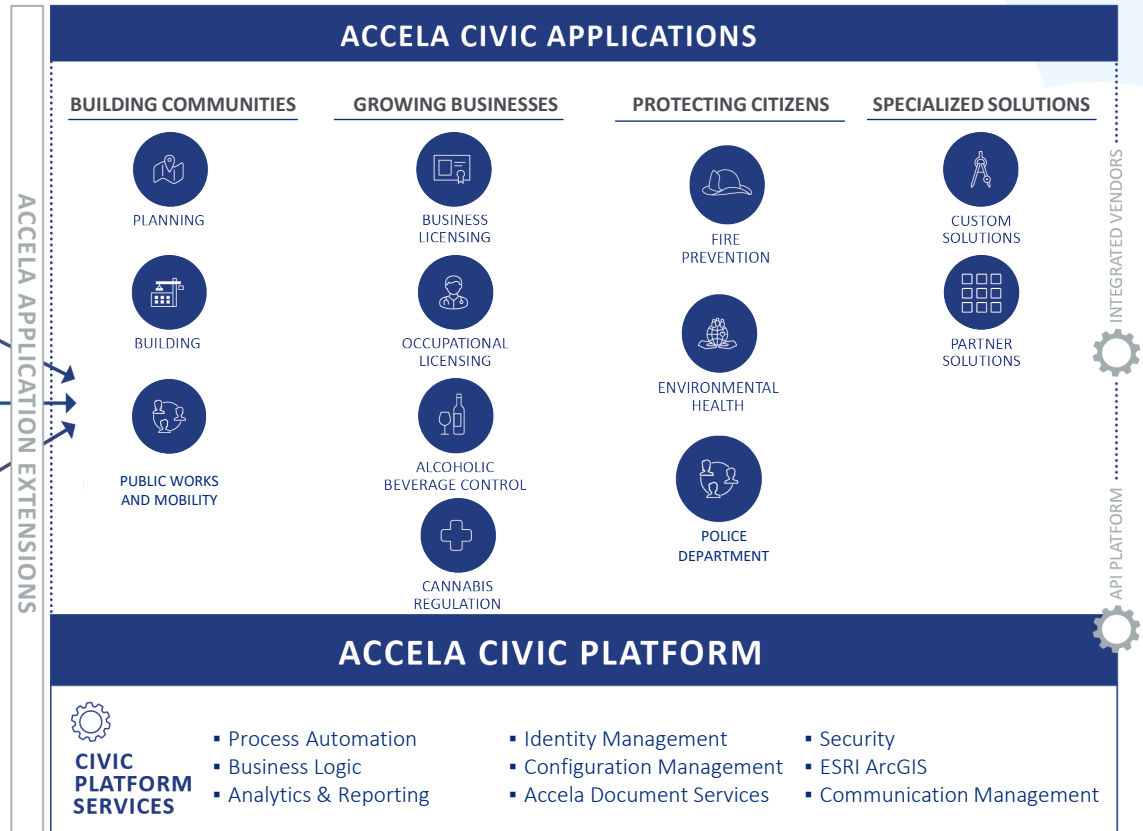 ACCELA CIVIC APPLICATIONS
BUILDING COMMUNITIES
PLANNING
BUILDING
PUBLIC WORKS
AND MOBILITY
GROWING BUSINESSES
BUSINESS
LICENSING
OCCUPATIONAL
LICENSING
ALCOHOLIC
BEVERAGE CONTROL
CANNABIS
REGULATION
PROTECTING CITIZENS
FIRE
PREVENTION
ENVIRONMENTAL
HEALTH
POLICE
DEPARTMENT
SPECIALIZED SOLUTIONS
CUSTOM
SOLUTIONS
PARTNER
SOLUTIONS
ACCELA APPLICATION EXTENSIONS
INTEGRATED VENDORS
API PLATFORM
ACCELA CIVIC PLATFORM
CIVIC
PLATFORM
SERVICES
▪ Process Automation
▪ Business Logic
▪ Analytics & Reporting
▪ Identity Management
▪ Configuration Management
▪ Accela Document Services
▪ Security
▪ ESRI ArcGIS
▪ Communication Management